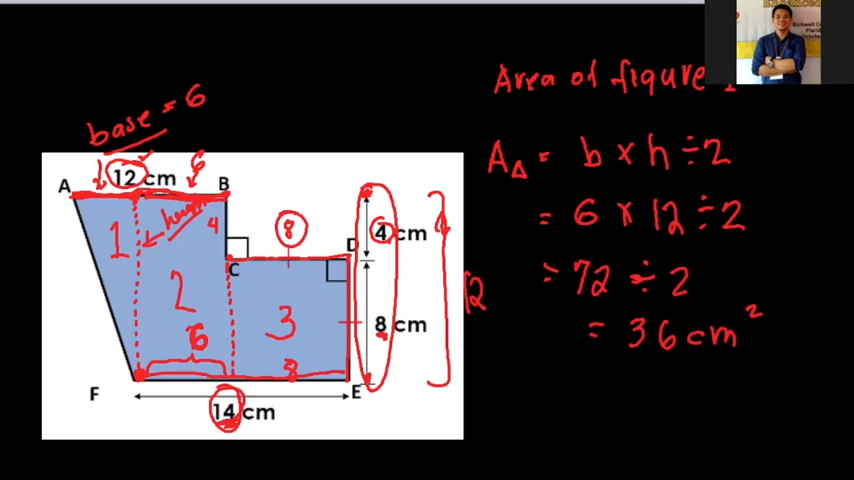 Area of figure 1
base = 6
A△ = b x h ÷2
= 6 x 12 ÷2
= 72 ÷ 2
= 36 cm²
12 cm
6
A
B
height
1
4
8
4 cm
D
C
2
3
12
6
8 cm
8
F
14 cm
E